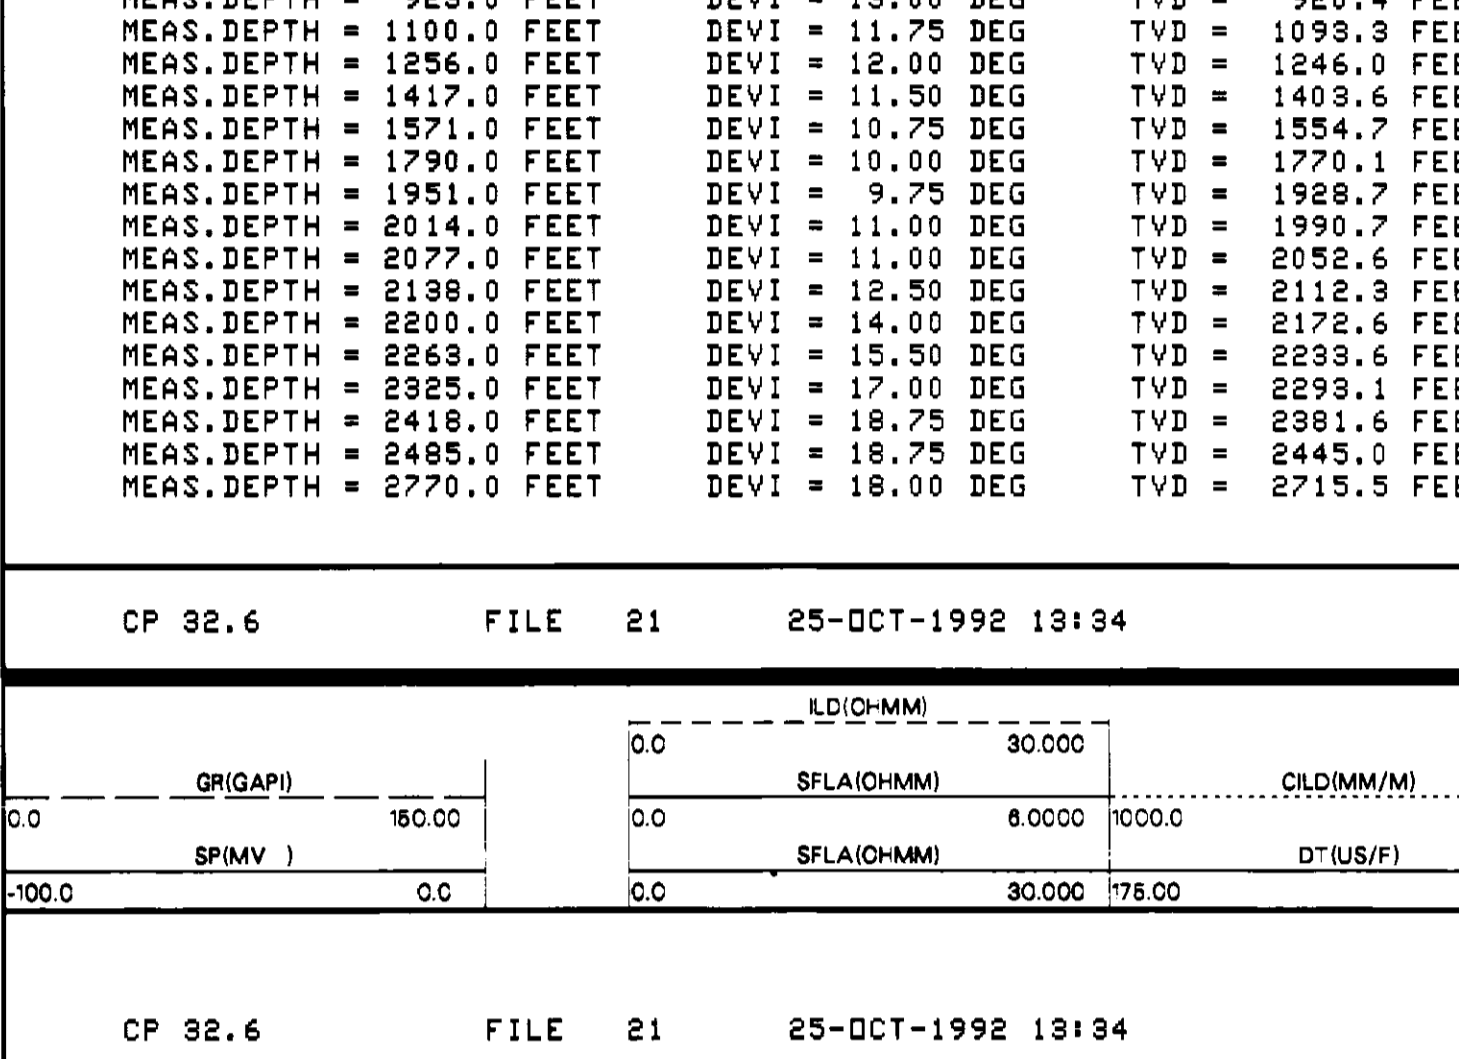 MEAS.DEPTH = 923.0 FEET DEVI = 13.00 DEG TVD = 920.4
MEAS.DEPTH = 1100.0 FEET DEVI = 11.75 DEG TVD = 1093.3
MEAS.DEPTH = 1256.0 FEET DEVI = 12.00 DEG TVD = 1246.0
MEAS.DEPTH = 1417.0 FEET DEVI = 11.50 DEG TVD = 1403.6
MEAS.DEPTH = 1571.0 FEET DEVI = 10.75 DEG TVD = 1554.7
MEAS.DEPTH = 1790.0 FEET DEVI = 10.00 DEG TVD = 1770.1
MEAS.DEPTH = 1951.0 FEET DEVI = 9.75 DEG TVD = 1928.7
MEAS.DEPTH = 2014.0 FEET DEVI = 11.00 DEG TVD = 1990.7
MEAS.DEPTH = 2077.0 FEET DEVI = 11.00 DEG TVD = 2052.6
MEAS.DEPTH = 2138.0 FEET DEVI = 12.50 DEG TVD = 2112.3
MEAS.DEPTH = 2200.0 FEET DEVI = 14.00 DEG TVD = 2172.6
MEAS.DEPTH = 2263.0 FEET DEVI = 15.50 DEG TVD = 2233.6
MEAS.DEPTH = 2325.0 FEET DEVI = 17.00 DEG TVD = 2293.1
MEAS.DEPTH = 2418.0 FEET DEVI = 18.75 DEG TVD = 2381.6
MEAS.DEPTH = 2485.0 FEET DEVI = 18.75 DEG TVD = 2445.0
MEAS.DEPTH = 2770.0 FEET DEVI = 18.00 DEG TVD = 2715.5
CP 32.6 FILE 21 25-OCT-1992 13:34
ILD(OHMM)
0.0 30.000
GR(GAPI) SFLA(OHMM) CILD(MM/M)
0.0 150.00 0.0 6.0000 1000.0
SP(MV ) SFLA(OHMM) DT(US/F)
-100.0 0.0 0.0 30.000 175.00
CP 32.6 FILE 21 25-OCT-1992 13:34